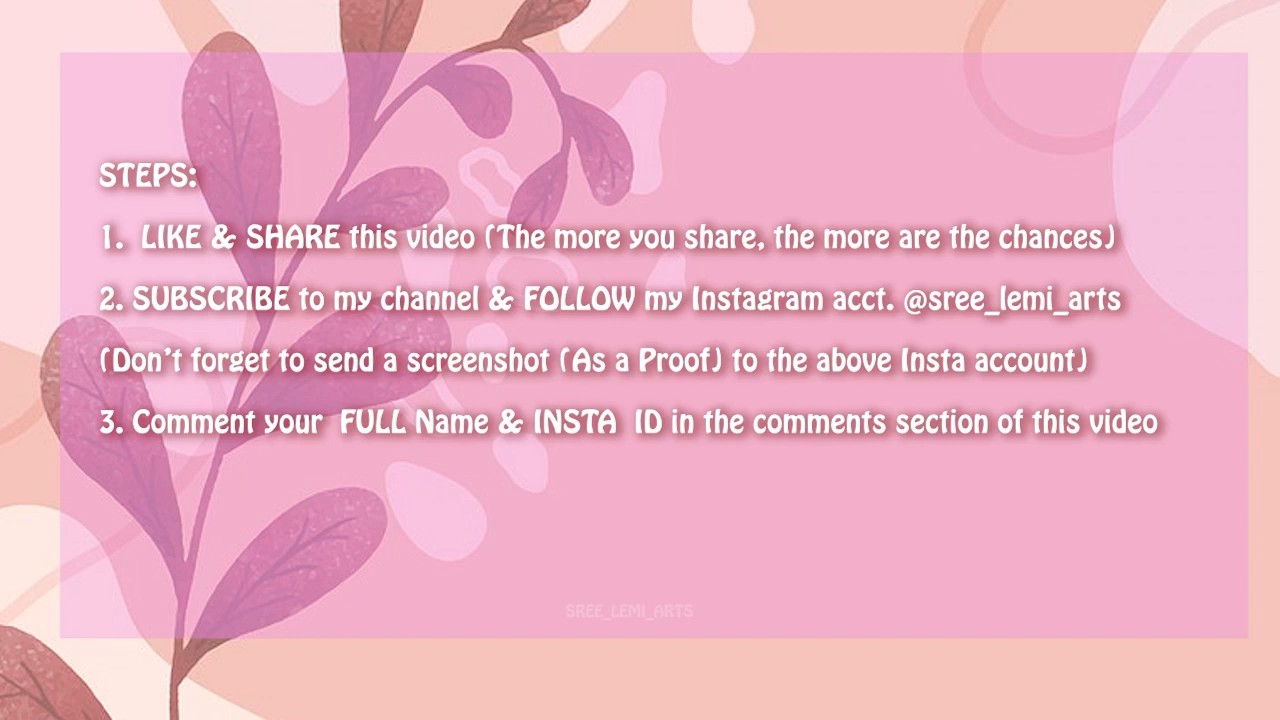 STEPS:
1. LIKE & SHARE this video (The more you share, the more are the chances)
2. SUBSCRIBE to my channel & FOLLOW my Instagram acct. @sree_lemi_arts
(Don't forget to send a screenshot (As a Proof) to the above Insta account)
3. Comment your FULL Name & INSTA ID in the comments section of this video
SREE_LEMI_ARTS